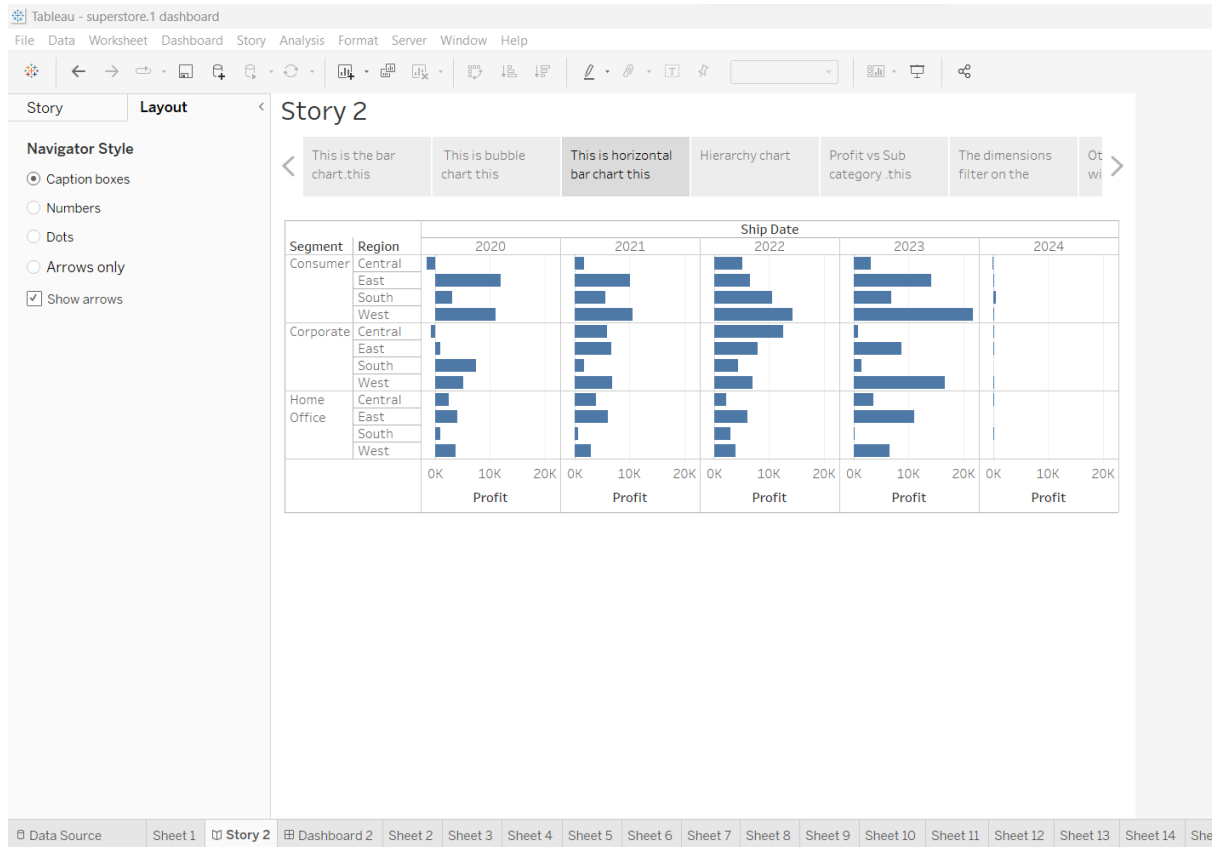 Tableau - superstore.1 dashboard
File Data Worksheet Dashboard Story Analysis Format Server Window Help
Story Layout
Story 2
Navigator Style
Caption boxes
Numbers
Dots
Arrows only
Show arrows
This is the bar
chart.this
This is bubble
chart this
This is horizontal
bar chart this
Hierarchy chart
Profit vs Sub
category .this
The dimensions
filter on the
Ot
wi
Ship Date
Segment Region 2020 2021 2022 2023 2024
Consumer Central
East
South
West
Corporate Central
East
South
West
Home Central
Office East
South
West
0K 10K 20K 0K 10K 20K 0K 10K 20K 0K 10K 20K 0K 10K 20K
Profit Profit Profit Profit Profit
Data Source Sheet 1 Story 2 Dashboard 2 Sheet 2 Sheet 3 Sheet 4 Sheet 5 Sheet 6 Sheet 7 Sheet 8 Sheet 9 Sheet 10 Sheet 11 Sheet 12 Sheet 13 Sheet 14 She